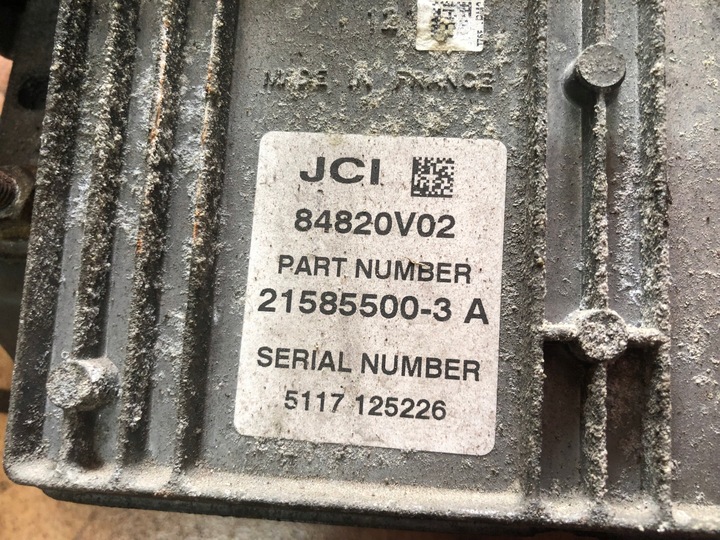 MADE IN FRANCE
JCI
84820V02
PART NUMBER
21585500-3 A
SERIAL NUMBER
5117 125226